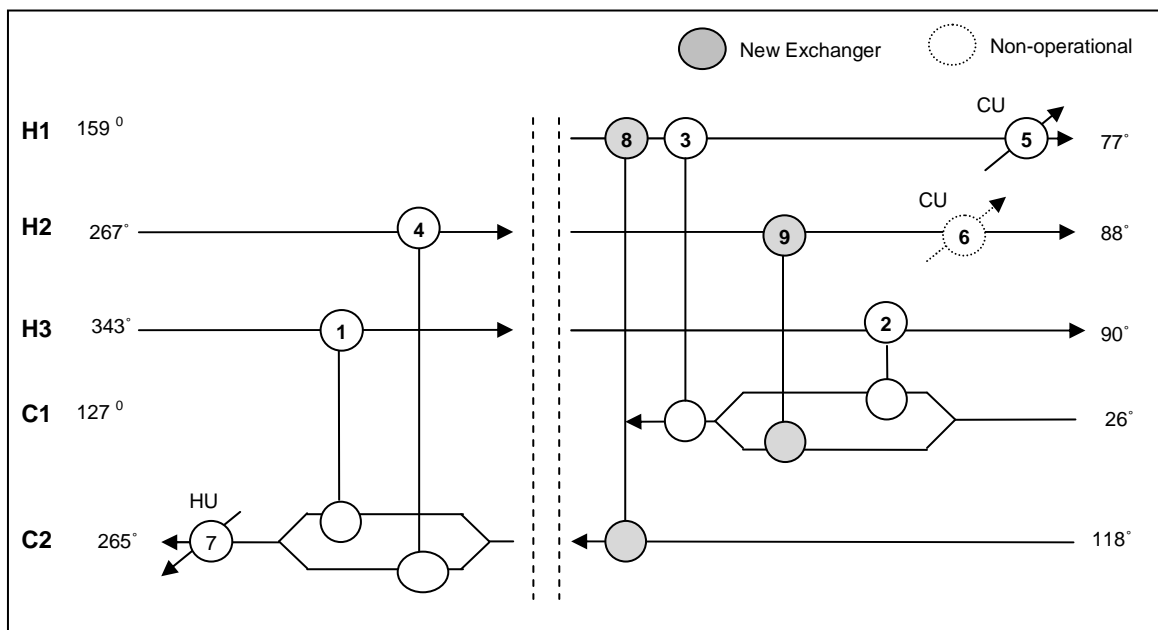 New Exchanger
Non-operational
CU
H1 159 ⁰ 8 3 5 77°
CU
H2 267° 4 9 6 88°
H3 343° 1 2 90°
C1 127 ⁰ 26°
HU
C2 265° 7 118°